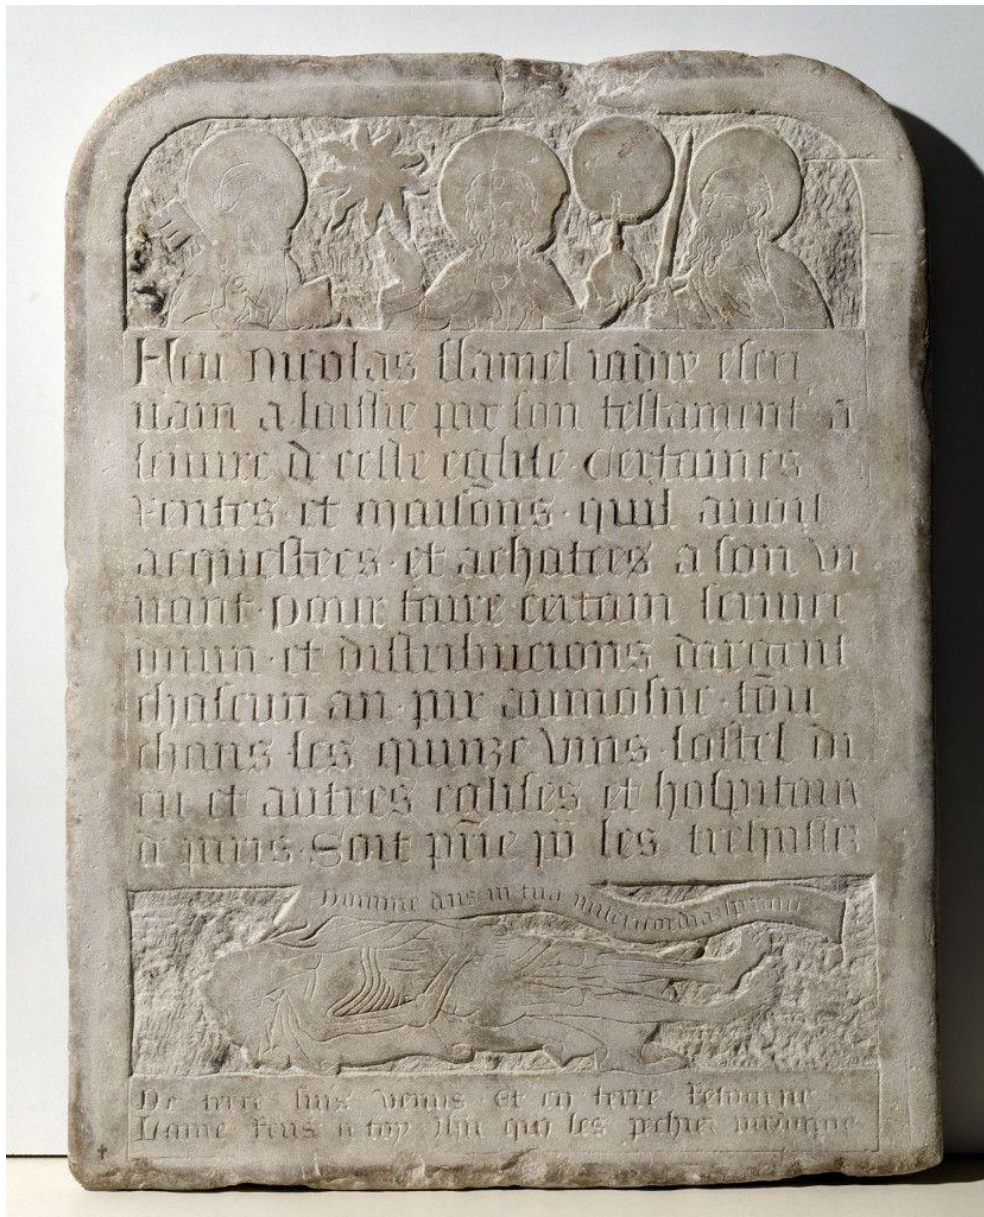 Feu Nicolas flamel jadix escri
uain a laissie par son testament a
leuure de ceste eglise · Certaines
rentes · et maisons · quil auoit
acquestees · et achatees a son vi
uant · pour faire · certain seruice
diuin · et distribucions dargent
chascun an · par aumosne · tou
chans · les quinze vins · lostel di
eu et autres eglises et hospitaux
de paris · Soit prie pō les trespassez
Domine deus in tua misericordia speraui
De terre suis venus et en terre retourne
Lame rens a toy ihu qui les pechiez pardonne